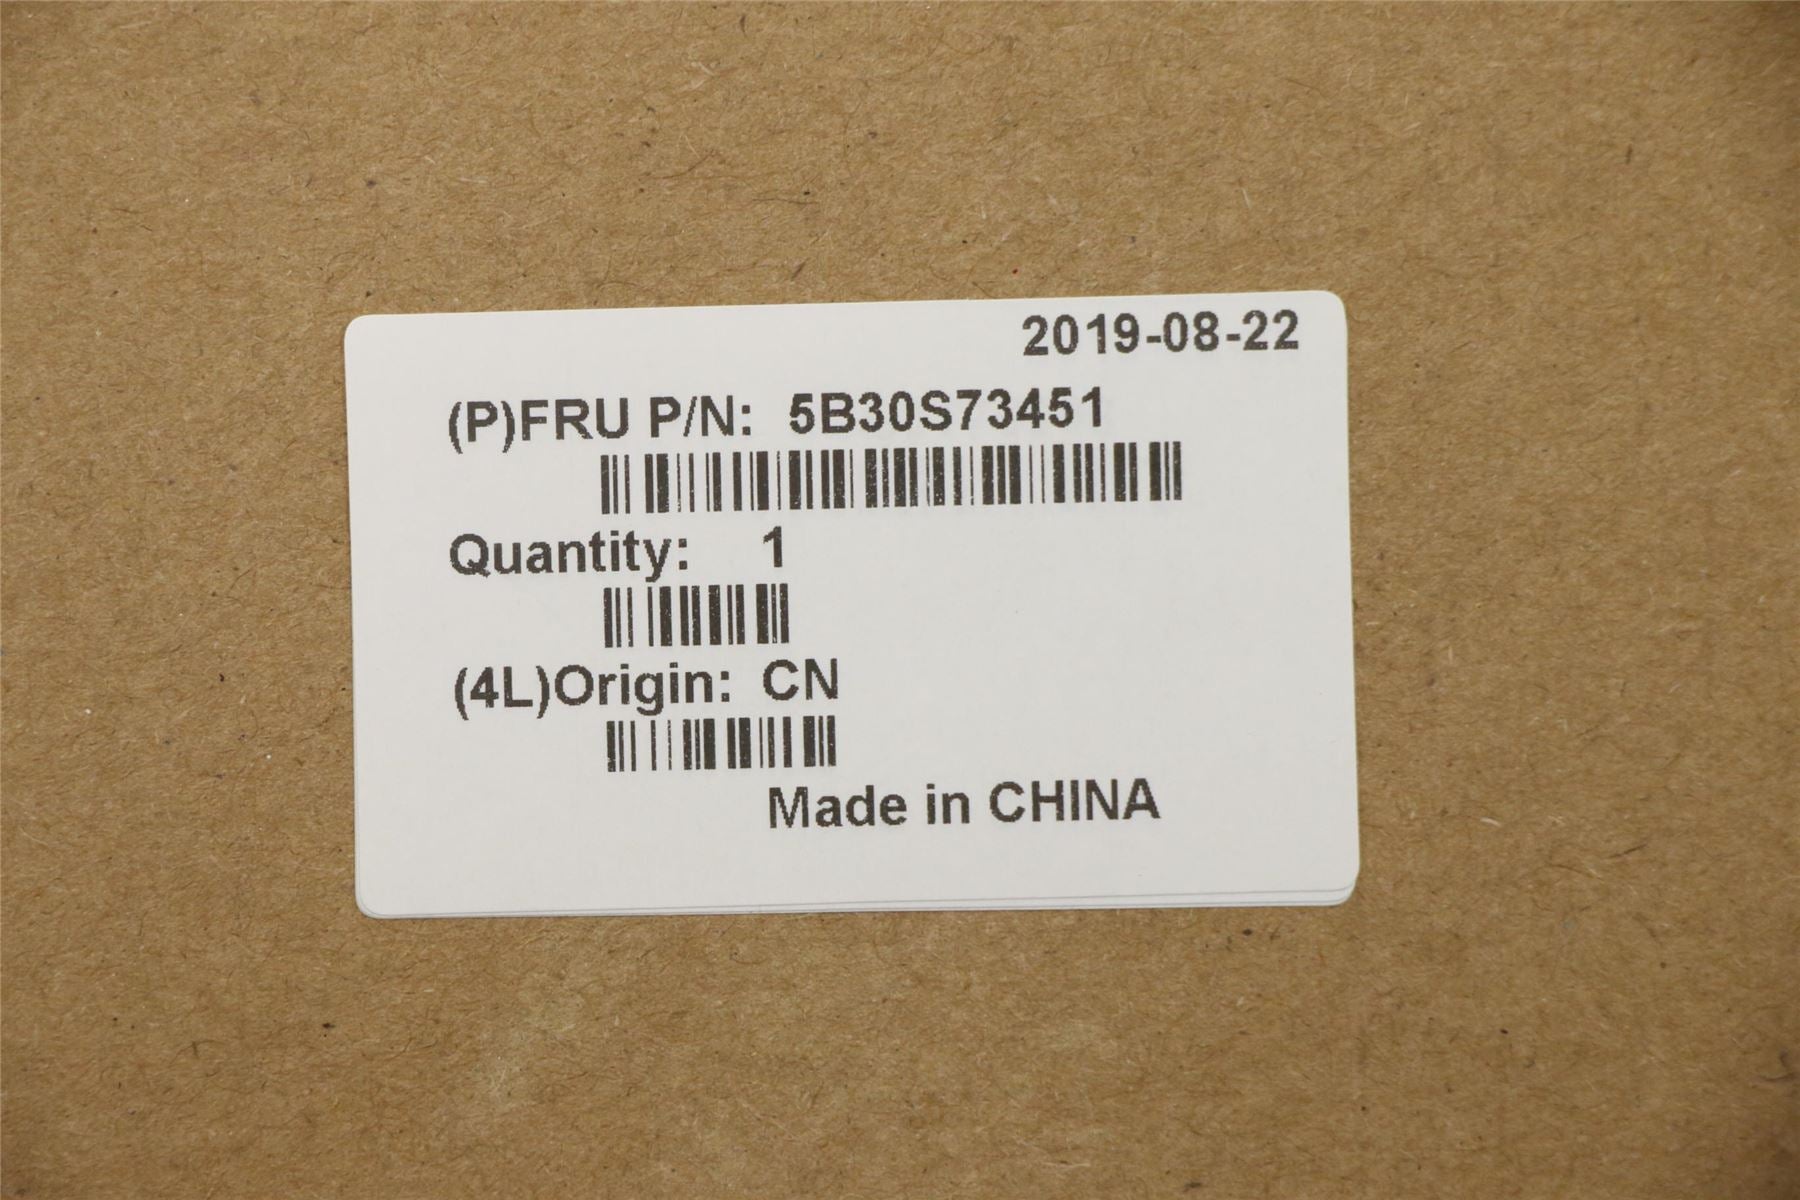 2019-08-22
(P)FRU P/N: 5B30S73451
Quantity: 1
(4L)Origin: CN
Made in CHINA